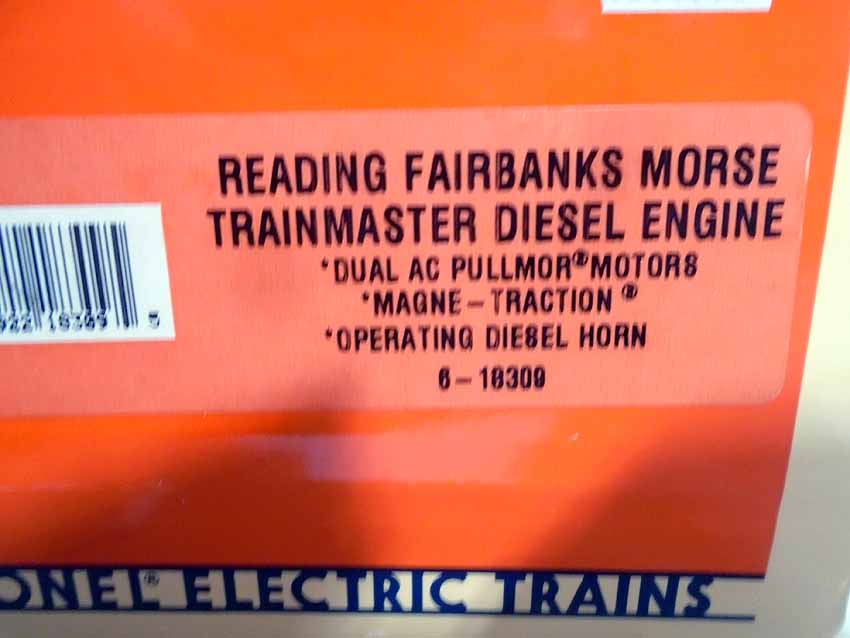 READING FAIRBANKS MORSE
TRAINMASTER DIESEL ENGINE
*DUAL AC PULLMOR® MOTORS
*MAGNE-TRACTION®
*OPERATING DIESEL HORN
6-18309
ONEL® ELECTRIC TRAINS